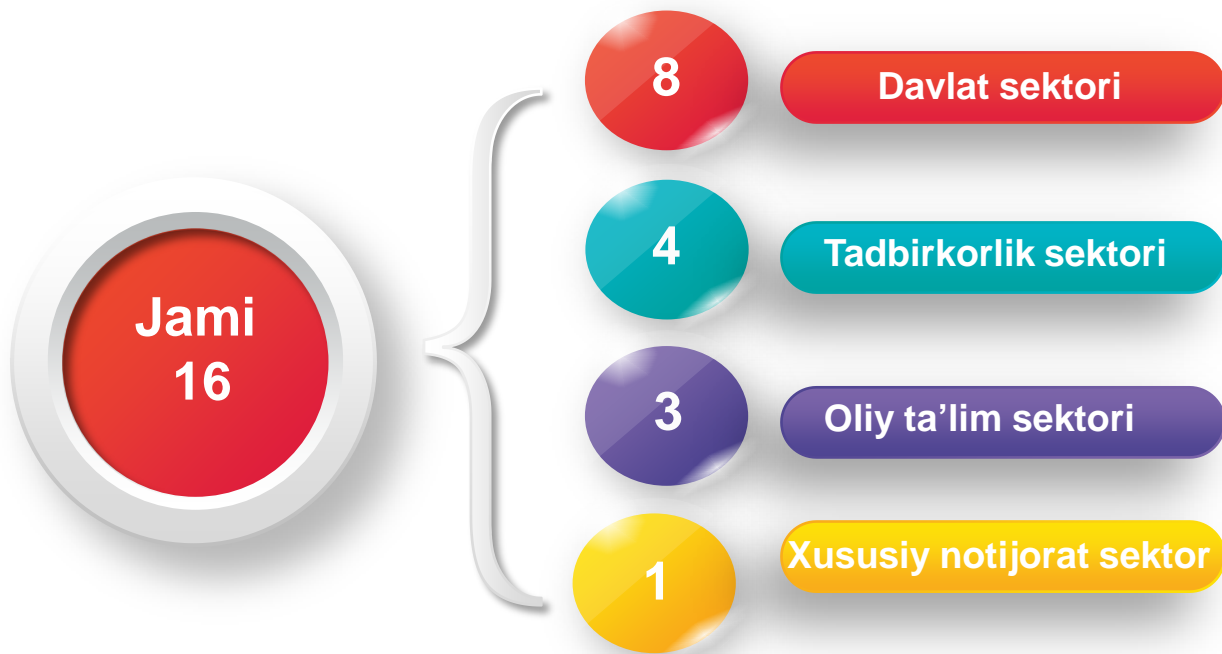 Jami
16
8
Davlat sektori
4
Tadbirkorlik sektori
3
Oliy ta’lim sektori
1
Xususiy notijorat sektor